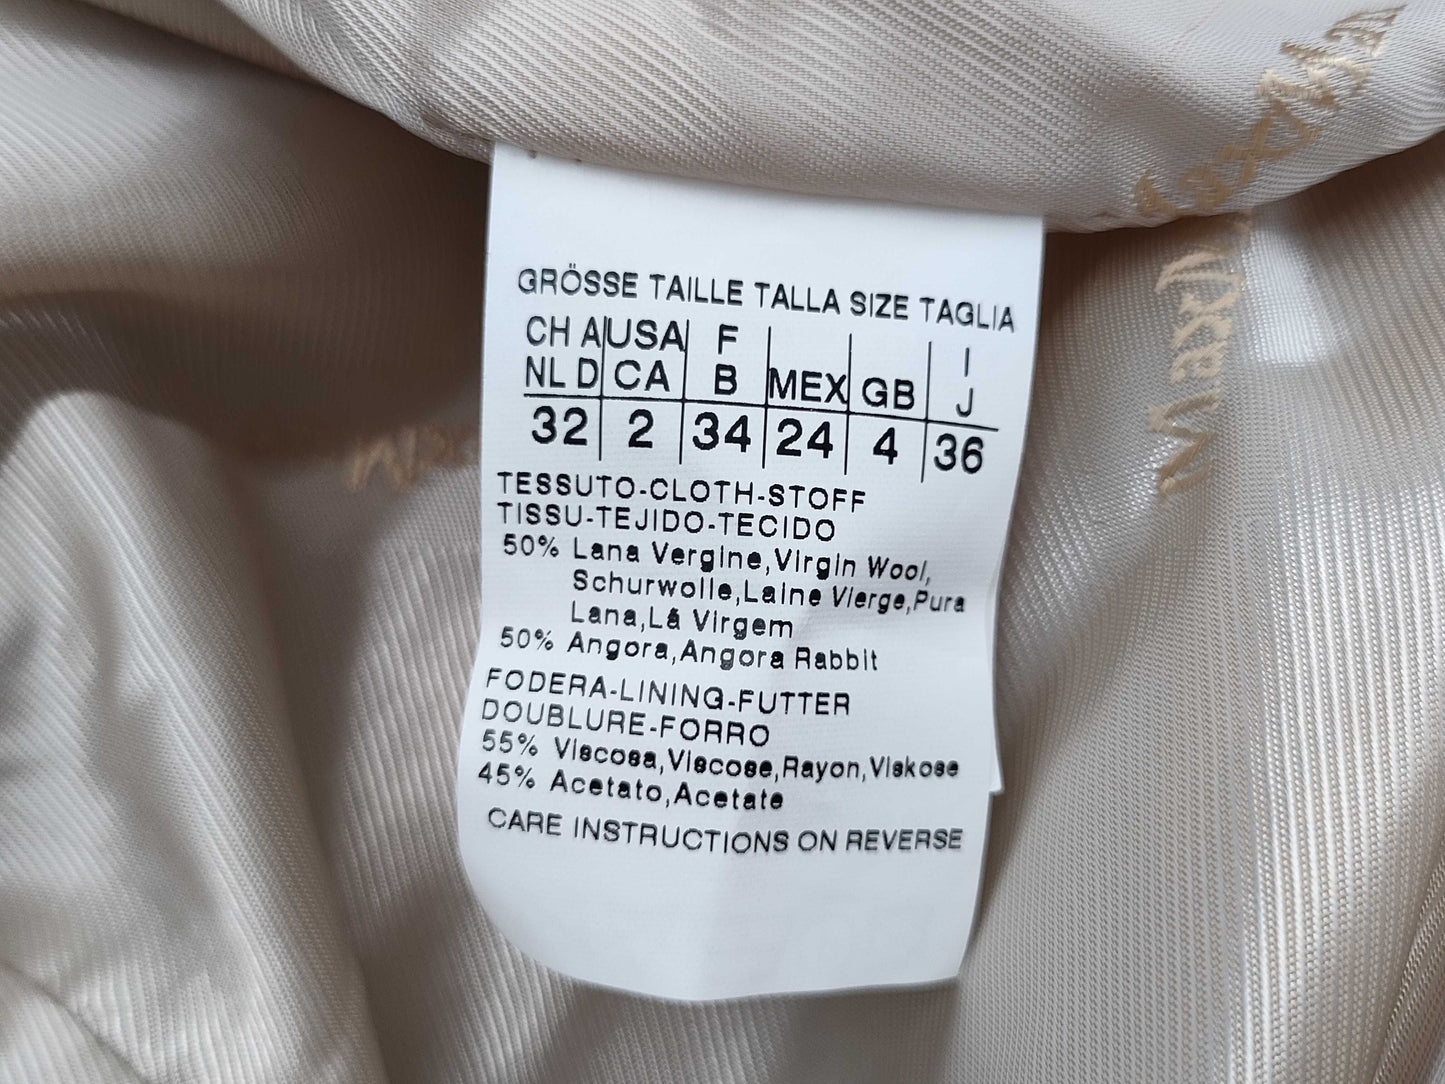 GRÖSSE TAILLE TALLA SIZE TAGLIA
CH A USA F I
NL D CA B MEX GB J
32 2 34 24 4 36
TESSUTO-CLOTH-STOFF
TISSU-TEJIDO-TECIDO
50% Lana Vergine,Virgin Wool,
Schurwolle,Laine Vierge,Pura
Lana,Lã Virgem
50% Angora,Angora Rabbit
FODERA-LINING-FUTTER
DOUBLURE-FORRO
55% Viscosa,Viscose,Rayon,Viskose
45% Acetato,Acetate
CARE INSTRUCTIONS ON REVERSE